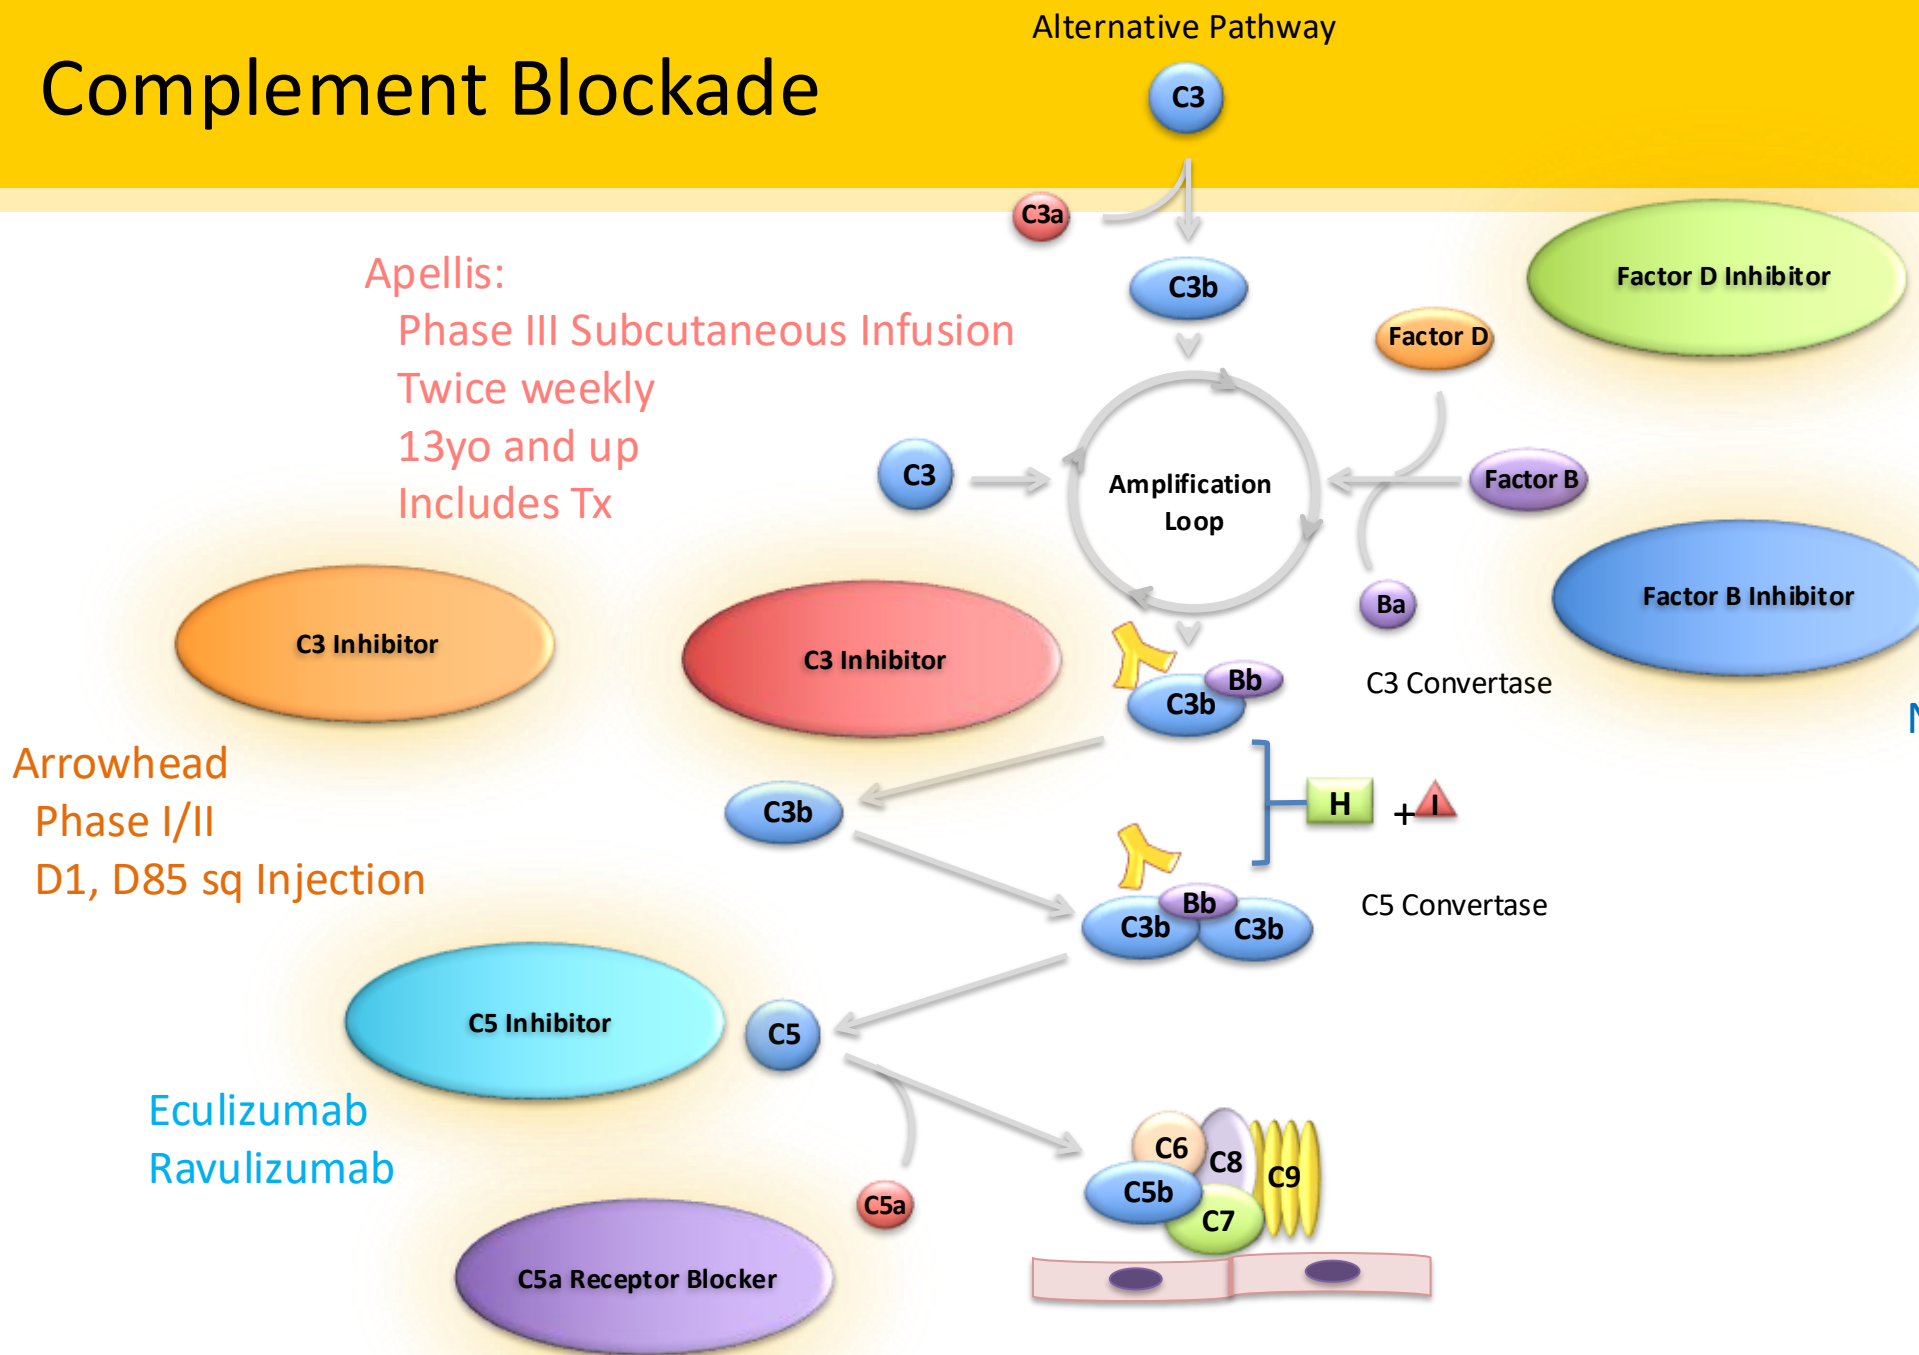 Alternative Pathway
Complement Blockade
C3
C3a
C3b
Factor D Inhibitor
Apellis:
Phase III Subcutaneous Infusion
Twice weekly
13yo and up
Includes Tx
Factor D
C3
Amplification
Loop
Factor B
Ba
Factor B Inhibitor
C3 Inhibitor
C3 Inhibitor
Bb
C3b
C3 Convertase
N
Arrowhead
Phase I/II
D1, D85 sq Injection
C3b
H
+
I
Bb
C3b
C3b
C5 Convertase
C5 Inhibitor
C5
Eculizumab
Ravulizumab
C6
C8
C9
C5b
C7
C5a
C5a Receptor Blocker